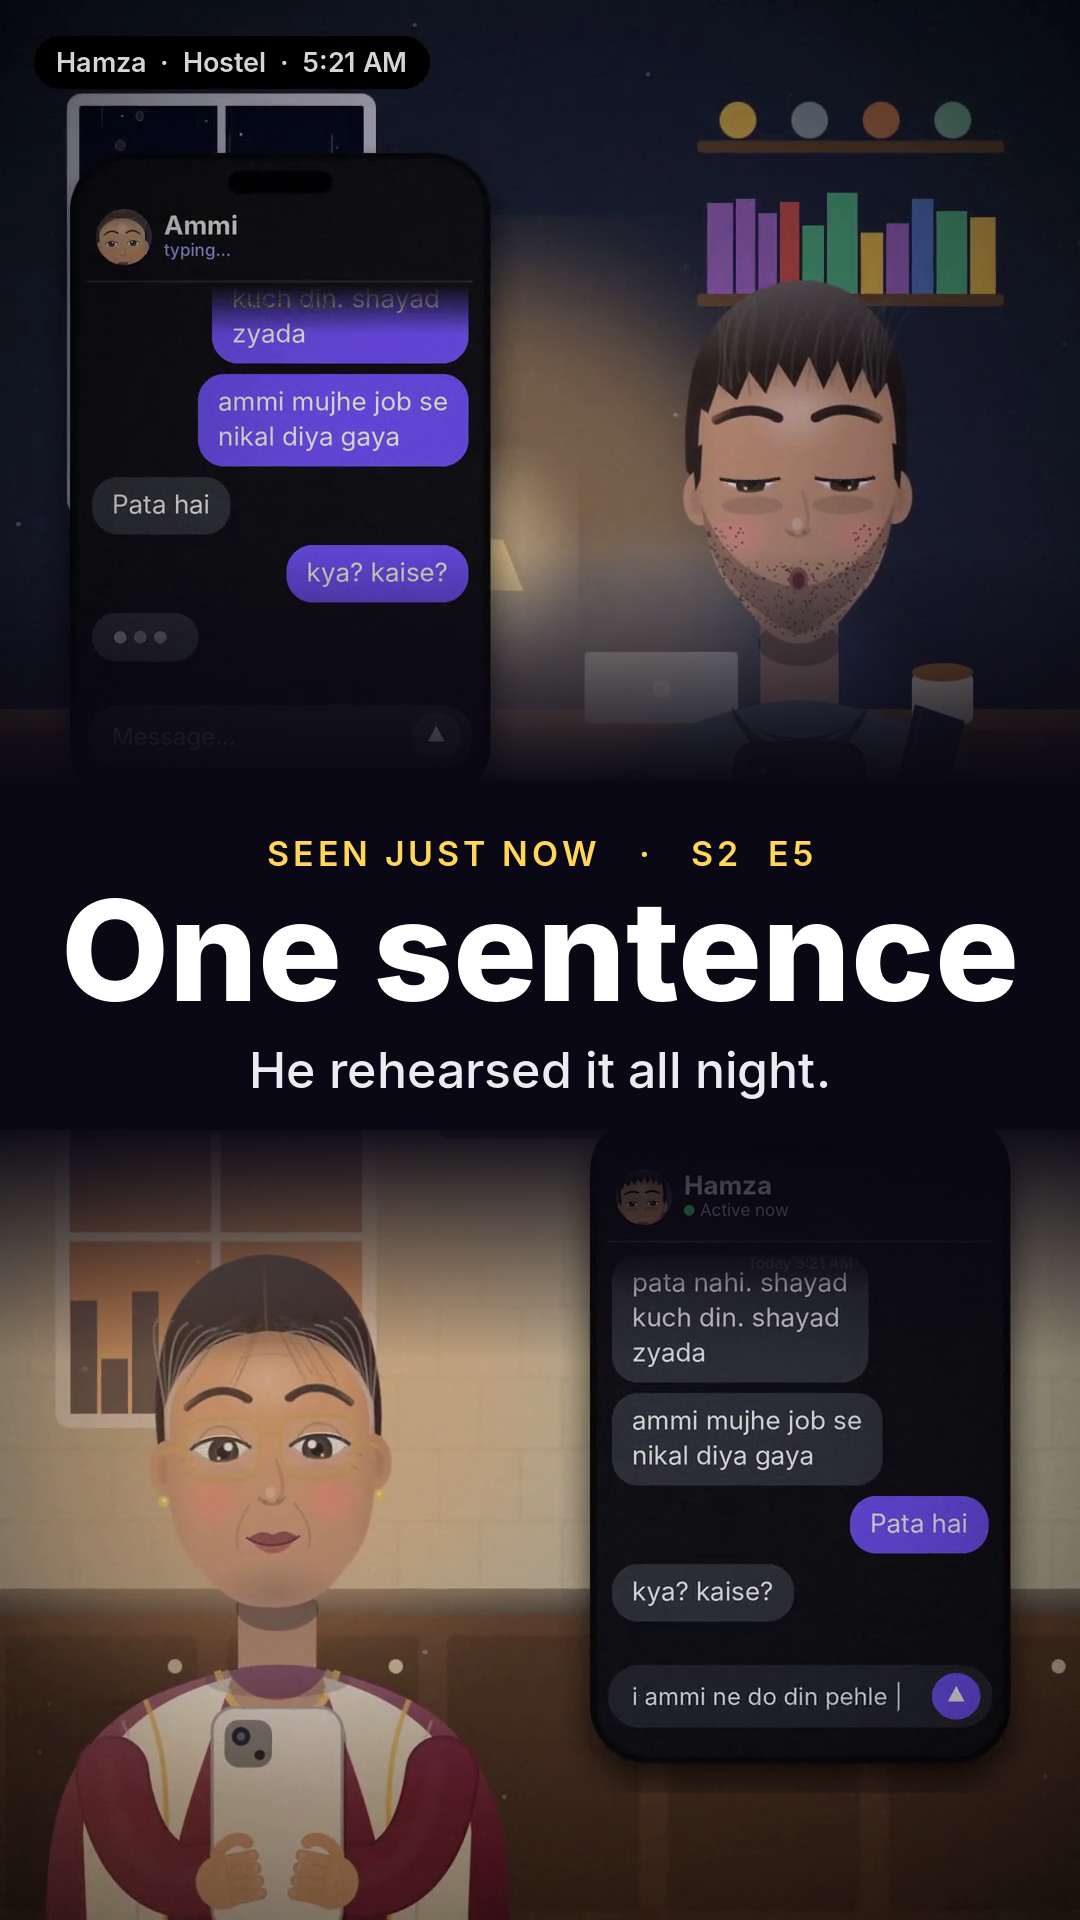 Hamza · Hostel · 5:21 AM
Ammi
typing...
kuch din. shayad
zyada
ammi mujhe job se
nikal diya gaya
Pata hai
kya? kaise?
Message...
SEEN JUST NOW · S2 E5
One sentence
He rehearsed it all night.
Hamza
Active now
Today 5:21 AM
pata nahi. shayad
kuch din. shayad
zyada
ammi mujhe job se
nikal diya gaya
Pata hai
kya? kaise?
i ammi ne do din pehle